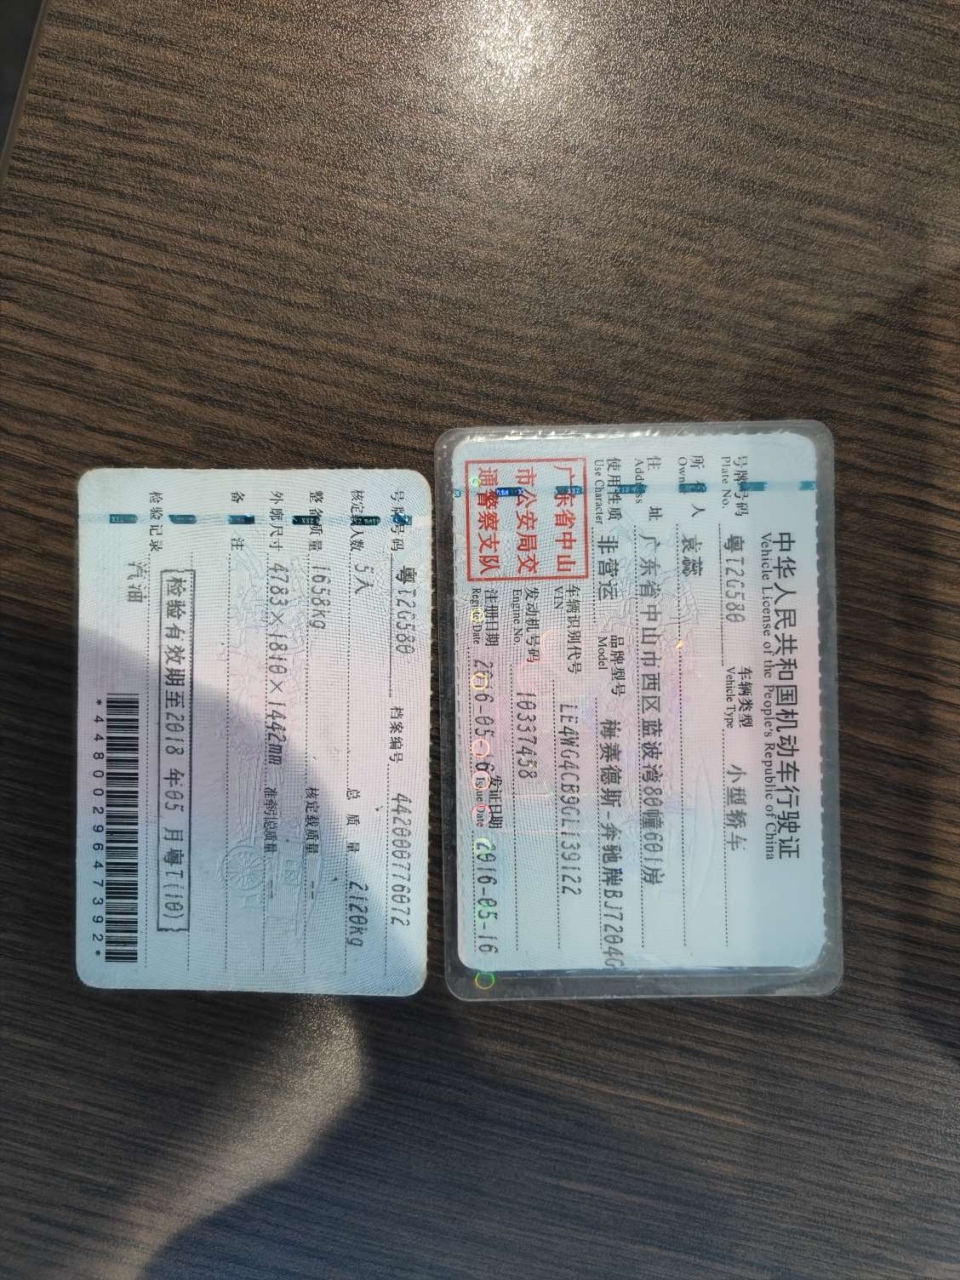 中华人民共和国机动车行驶证
Vehicle License of the People's Republic of China
号牌号码 粤T2G580 车辆类型 小型轿车
Plate No. Vehicle Type
所有人 袁蕊
Owner
住址 广东省中山市西区蓝波湾80幢601房
Address
使用性质 非营运 品牌型号 梅赛德斯-奔驰牌BJ7204G
Use Character Model
广东省中山
市公安局交
通警察支队
车辆识别代号 LE4WG4CB9GL139122
VIN
发动机号码 10337458
Engine No.
注册日期 2016-05-16 发证日期 2016-05-16
Register Date Issue Date
号牌号码 粤T2G580 档案编号 442000776072
核定载人数 5人 总质量 2120kg
整备质量 1658kg 核定载质量 --
外廓尺寸 4783×1810×1442mm 准牵引总质量 --
备注
检验有效期至2018年05月粤T(10)
检验记录
汽油
*4480029647392*